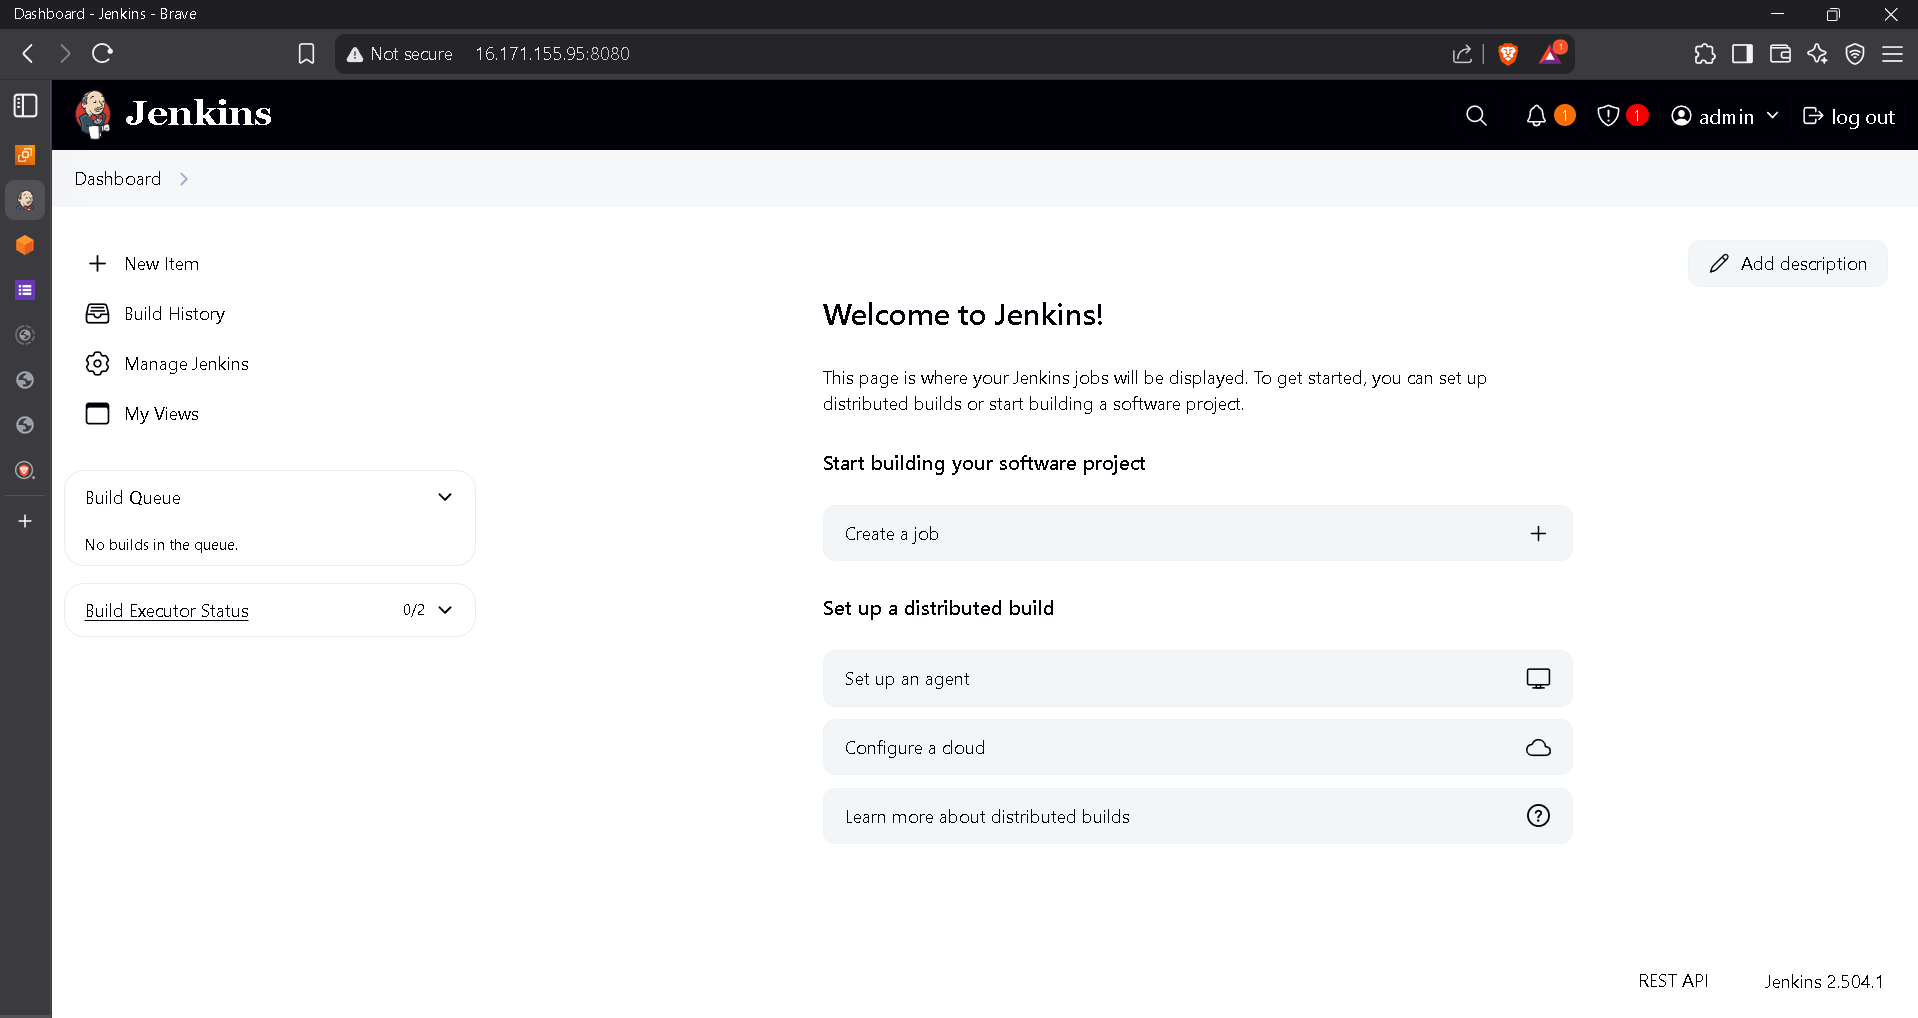 Dashboard - Jenkins - Brave
Not secure 16.171.155.95:8080
1
Jenkins
1
1
admin
log out
Dashboard
New Item
Build History
Manage Jenkins
My Views
Build Queue
No builds in the queue.
Build Executor Status 0/2
Add description
Welcome to Jenkins!
This page is where your Jenkins jobs will be displayed. To get started, you can set up
distributed builds or start building a software project.
Start building your software project
Create a job
Set up a distributed build
Set up an agent
Configure a cloud
Learn more about distributed builds
REST API
Jenkins 2.504.1